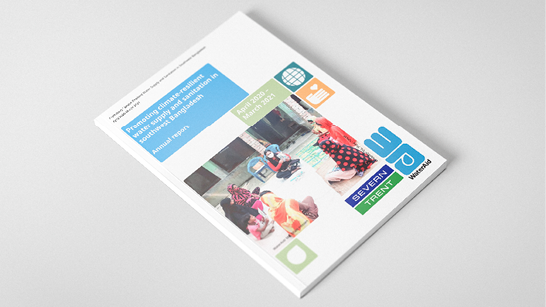 Promoting climate-resilient
water supply and sanitation in
southwest Bangladesh
Annual report
April 2020 –
March 2021
WaterAid
SEVERN
TRENT